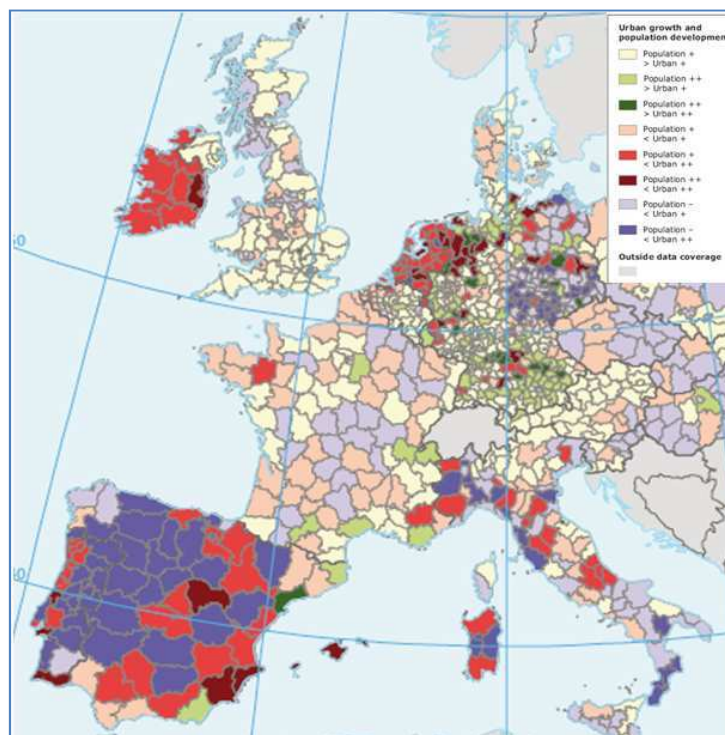 Urban growth and
population development
Population +
> Urban +
Population ++
> Urban +
Population ++
> Urban ++
Population +
< Urban +
Population +
< Urban ++
Population ++
< Urban ++
Population –
< Urban +
Population –
< Urban ++
Outside data coverage
50
40